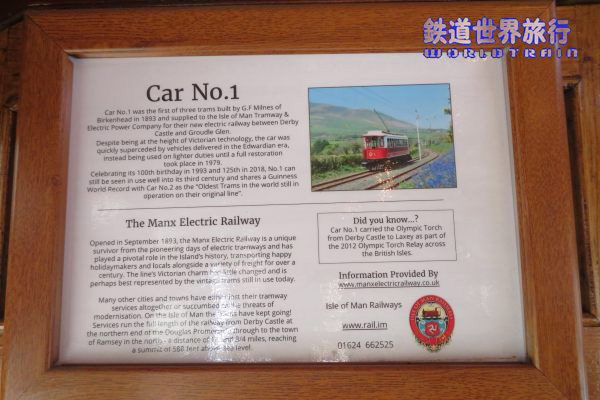 鉄道世界旅行
WORLDTRAIN
Car No.1
Car No.1 was the first of three trams built by G.F Milnes of
Birkenhead in 1893 and supplied to the Isle of Man Tramway &
Electric Power Company for their new electric railway between Derby
Castle and Groudle Glen.
Despite being at the height of Victorian technology, the car was
quickly superceded by vehicles delivered in the Edwardian era,
instead being used on lighter duties until a full restoration
took place in 1979.
Celebrating its 100th birthday in 1993 and 125th in 2018, No.1 can
still be seen in use well into its third century and shares a Guinness
World Record with Car No.2 as the "Oldest Trams in the world still in
operation on their original line".
The Manx Electric Railway
Opened in September 1893, the Manx Electric Railway is a unique
survivor from the pioneering days of electric tramways and has
played a pivotal role in the Island's history, transporting happy
holidaymakers and locals alongside a variety of freight for over a
century. The line's Victorian charm has little changed and is
perhaps best represented by the vintage trams still in use today.
Many other cities and towns have either lost their tramway
services altogether or succumbed to the threats of
modernisation. On the Isle of Man the trams have kept going!
Services run the full length of the railway from Derby Castle at
the northern end of the Douglas Promenade through to the town
of Ramsey in the north - a distance of 3/4 miles, reaching
a summit of 588 feet above sea level.
Did you know...?
Car No.1 carried the Olympic Torch
from Derby Castle to Laxey as part of
the 2012 Olympic Torch Relay across
the British Isles.
Information Provided By
www.manxelectricrailway.co.uk
Isle of Man Railways
www.rail.im
01624 662525